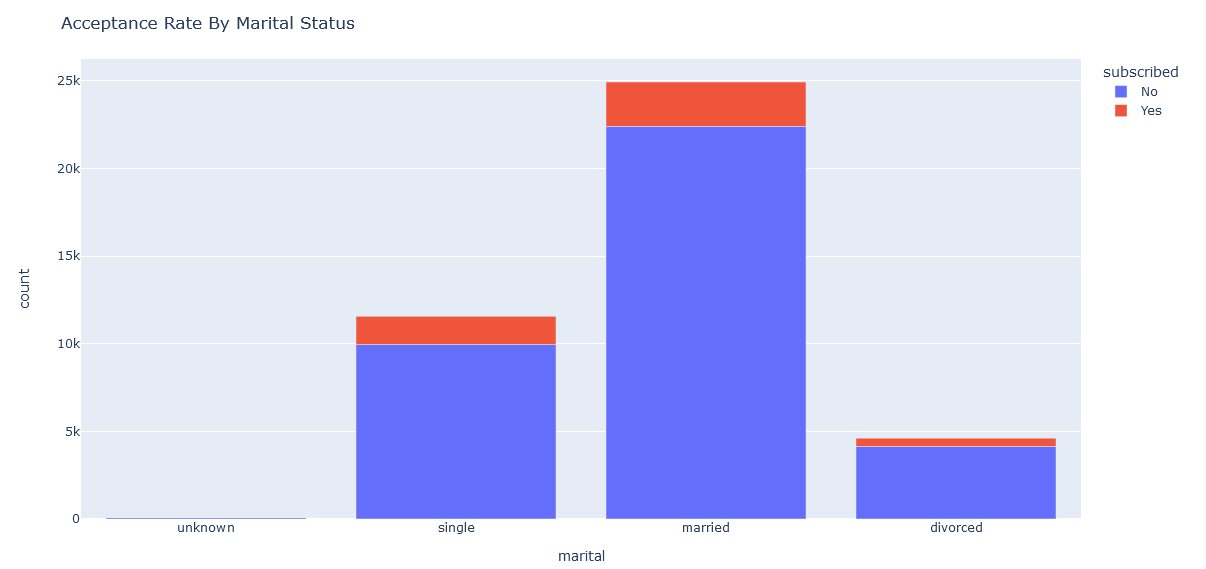 Acceptance Rate By Marital Status
subscribed
No
Yes
25k
20k
15k
10k
5k
0
count
unknown
single
married
divorced
marital